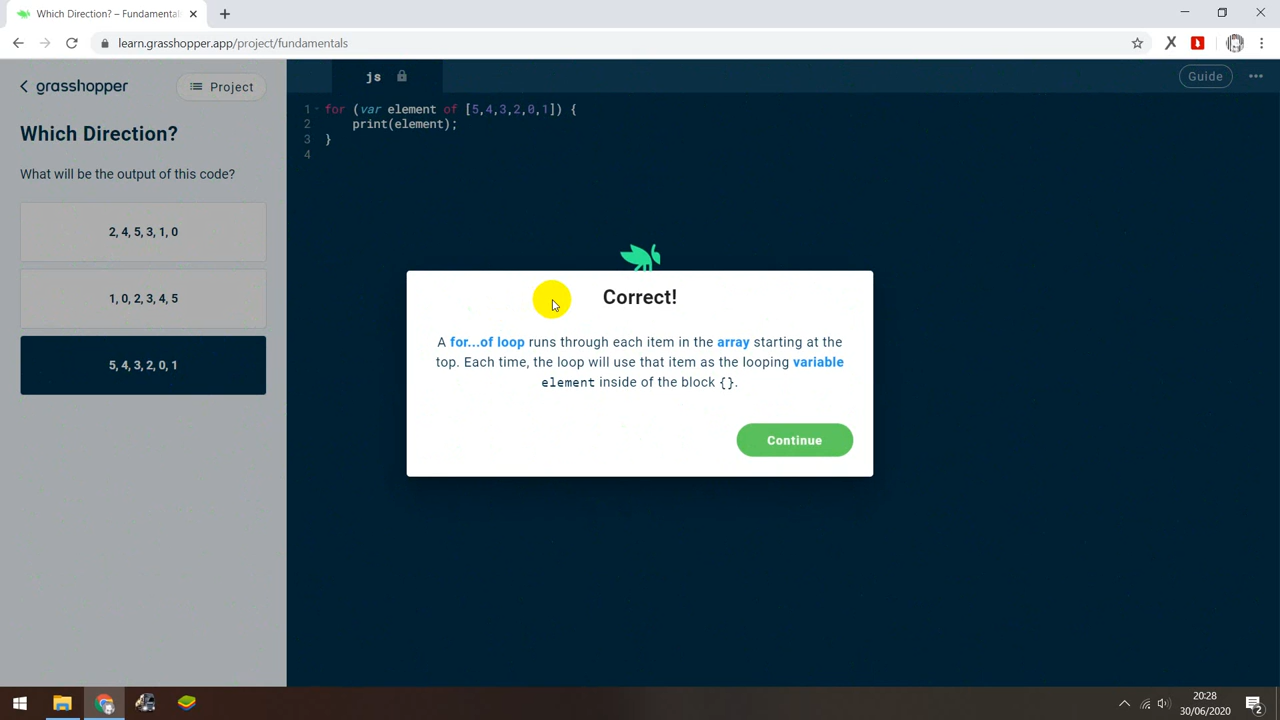 Which Direction? – Fundamental
learn.grasshopper.app/project/fundamentals
grasshopper
Project
js
Guide
Which Direction?
What will be the output of this code?
2, 4, 5, 3, 1, 0
1, 0, 2, 3, 4, 5
5, 4, 3, 2, 0, 1
1 for (var element of [5,4,3,2,0,1]) {
2 print(element);
3 }
4
Correct!
A for...of loop runs through each item in the array starting at the
top. Each time, the loop will use that item as the looping variable
element inside of the block {}.
Continue
20:28
30/06/2020
2